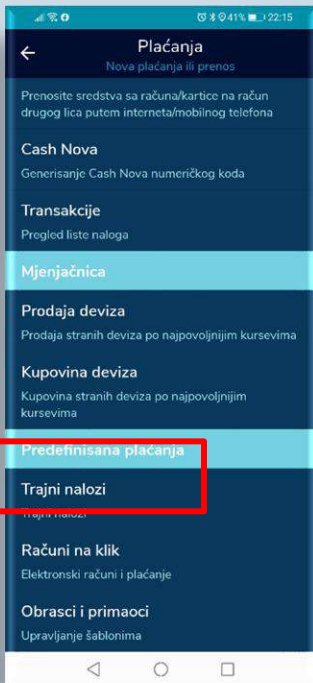 41% 22:15
Plaćanja
Nova plaćanja ili prenos
Prenosite sredstva sa računa/kartice na račun
drugog lica putem interneta/mobilnog telefona
Cash Nova
Generisanje Cash Nova numeričkog koda
Transakcije
Pregled liste naloga
Mjenjačnica
Prodaja deviza
Prodaja stranih deviza po najpovoljnijim kursevima
Kupovina deviza
Kupovina stranih deviza po najpovoljnijim
kursevima
Predefinisana plaćanja
Trajni nalozi
Trajni nalozi
Računi na klik
Elektronski računi i plaćanje
Obrasci i primaoci
Upravljanje šablonima